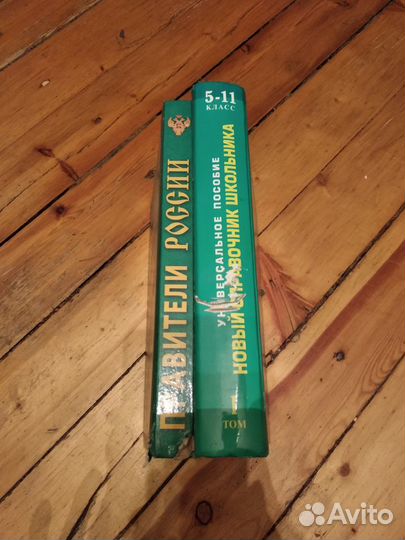 ПРАВИТЕЛИ РОССИИ
5-11
КЛАСС
УНИВЕРСАЛЬНОЕ ПОСОБИЕ
НОВЫЙ СПРАВОЧНИК ШКОЛЬНИКА
ТОМ
Avito